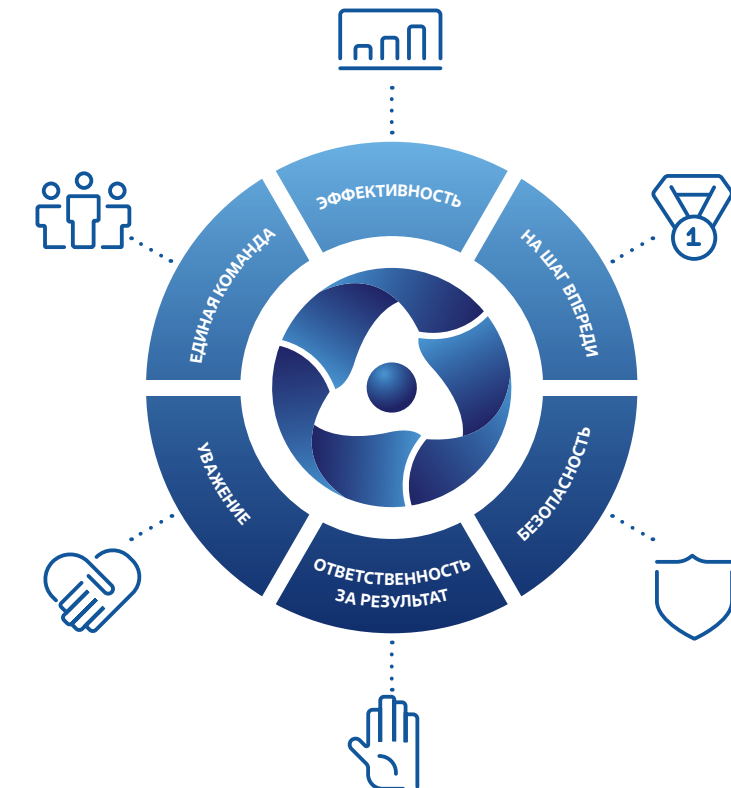 ЭФФЕКТИВНОСТЬ
НА ШАГ ВПЕРЕДИ
1
БЕЗОПАСНОСТЬ
ОТВЕТСТВЕННОСТЬ
ЗА РЕЗУЛЬТАТ
УВАЖЕНИЕ
ЕДИНАЯ КОМАНДА